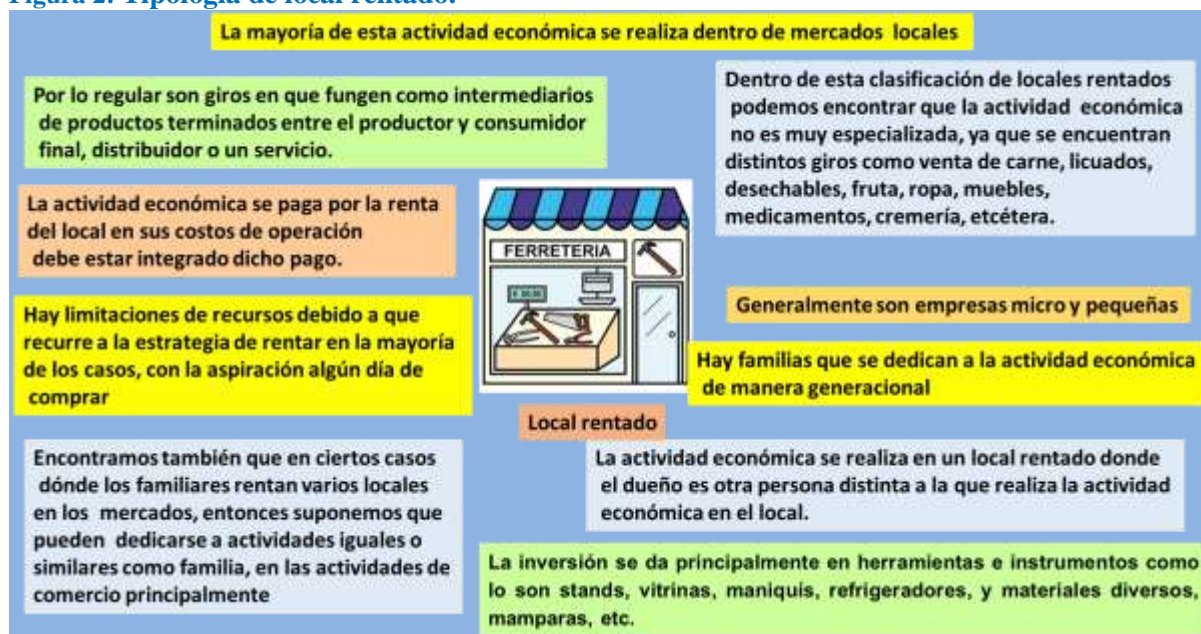 Figura 2. Tipología de local rentado.
La mayoría de esta actividad económica se realiza dentro de mercados locales
Por lo regular son giros en que fungen como intermediarios
de productos terminados entre el productor y consumidor
final, distribuidor o un servicio.
Dentro de esta clasificación de locales rentados
podemos encontrar que la actividad económica
no es muy especializada, ya que se encuentran
distintos giros como venta de carne, licuados,
desechables, fruta, ropa, muebles,
medicamentos, cremería, etcétera.
La actividad económica se paga por la renta
del local en sus costos de operación
debe estar integrado dicho pago.
FERRETERIA
Hay limitaciones de recursos debido a que
recurre a la estrategia de rentar en la mayoría
de los casos, con la aspiración algún día de
comprar
Generalmente son empresas micro y pequeñas
Hay familias que se dedican a la actividad económica
de manera generacional
Local rentado
Encontramos también que en ciertos casos
dónde los familiares rentan varios locales
en los mercados, entonces suponemos que
pueden dedicarse a actividades iguales o
similares como familia, en las actividades de
comercio principalmente
La actividad económica se realiza en un local rentado donde
el dueño es otra persona distinta a la que realiza la actividad
económica en el local.
La inversión se da principalmente en herramientas e instrumentos como
lo son stands, vitrinas, maniquís, refrigeradores, y materiales diversos,
mamparas, etc.